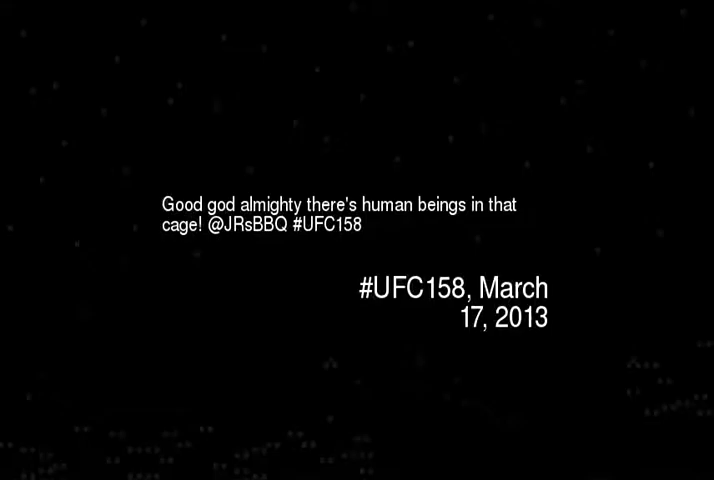 Good god almighty there's human beings in that
cage! @JRsBBQ #UFC158
#UFC158, March
17, 2013